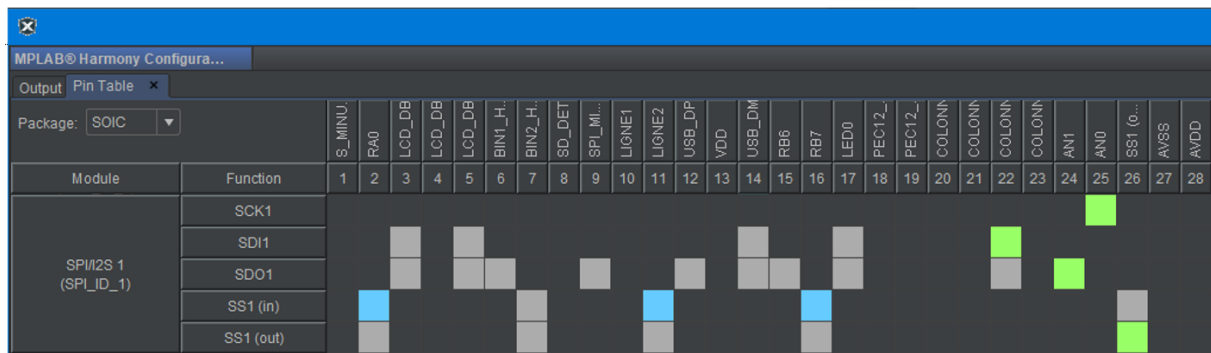 MPLAB® Harmony Configura...
Output Pin Table ×
Package: SOIC
S_MINU. RA0 LCD_DB LCD_DB LCD_DB BIN1_H.. BIN2_H.. SD_DET SPI_MI... LIGNE1 LIGNE2 USB_DP VDD USB_DM RB6 RB7 LED0 PEC12_. PEC12_. COLONN COLONN COLONN COLONN AN1 AN0 SS1 (o... AVSS AVDD
Module Function 1 2 3 4 5 6 7 8 9 10 11 12 13 14 15 16 17 18 19 20 21 22 23 24 25 26 27 28
SCK1
SDI1
SPI/I2S 1
(SPI_ID_1)
SDO1
SS1 (in)
SS1 (out)